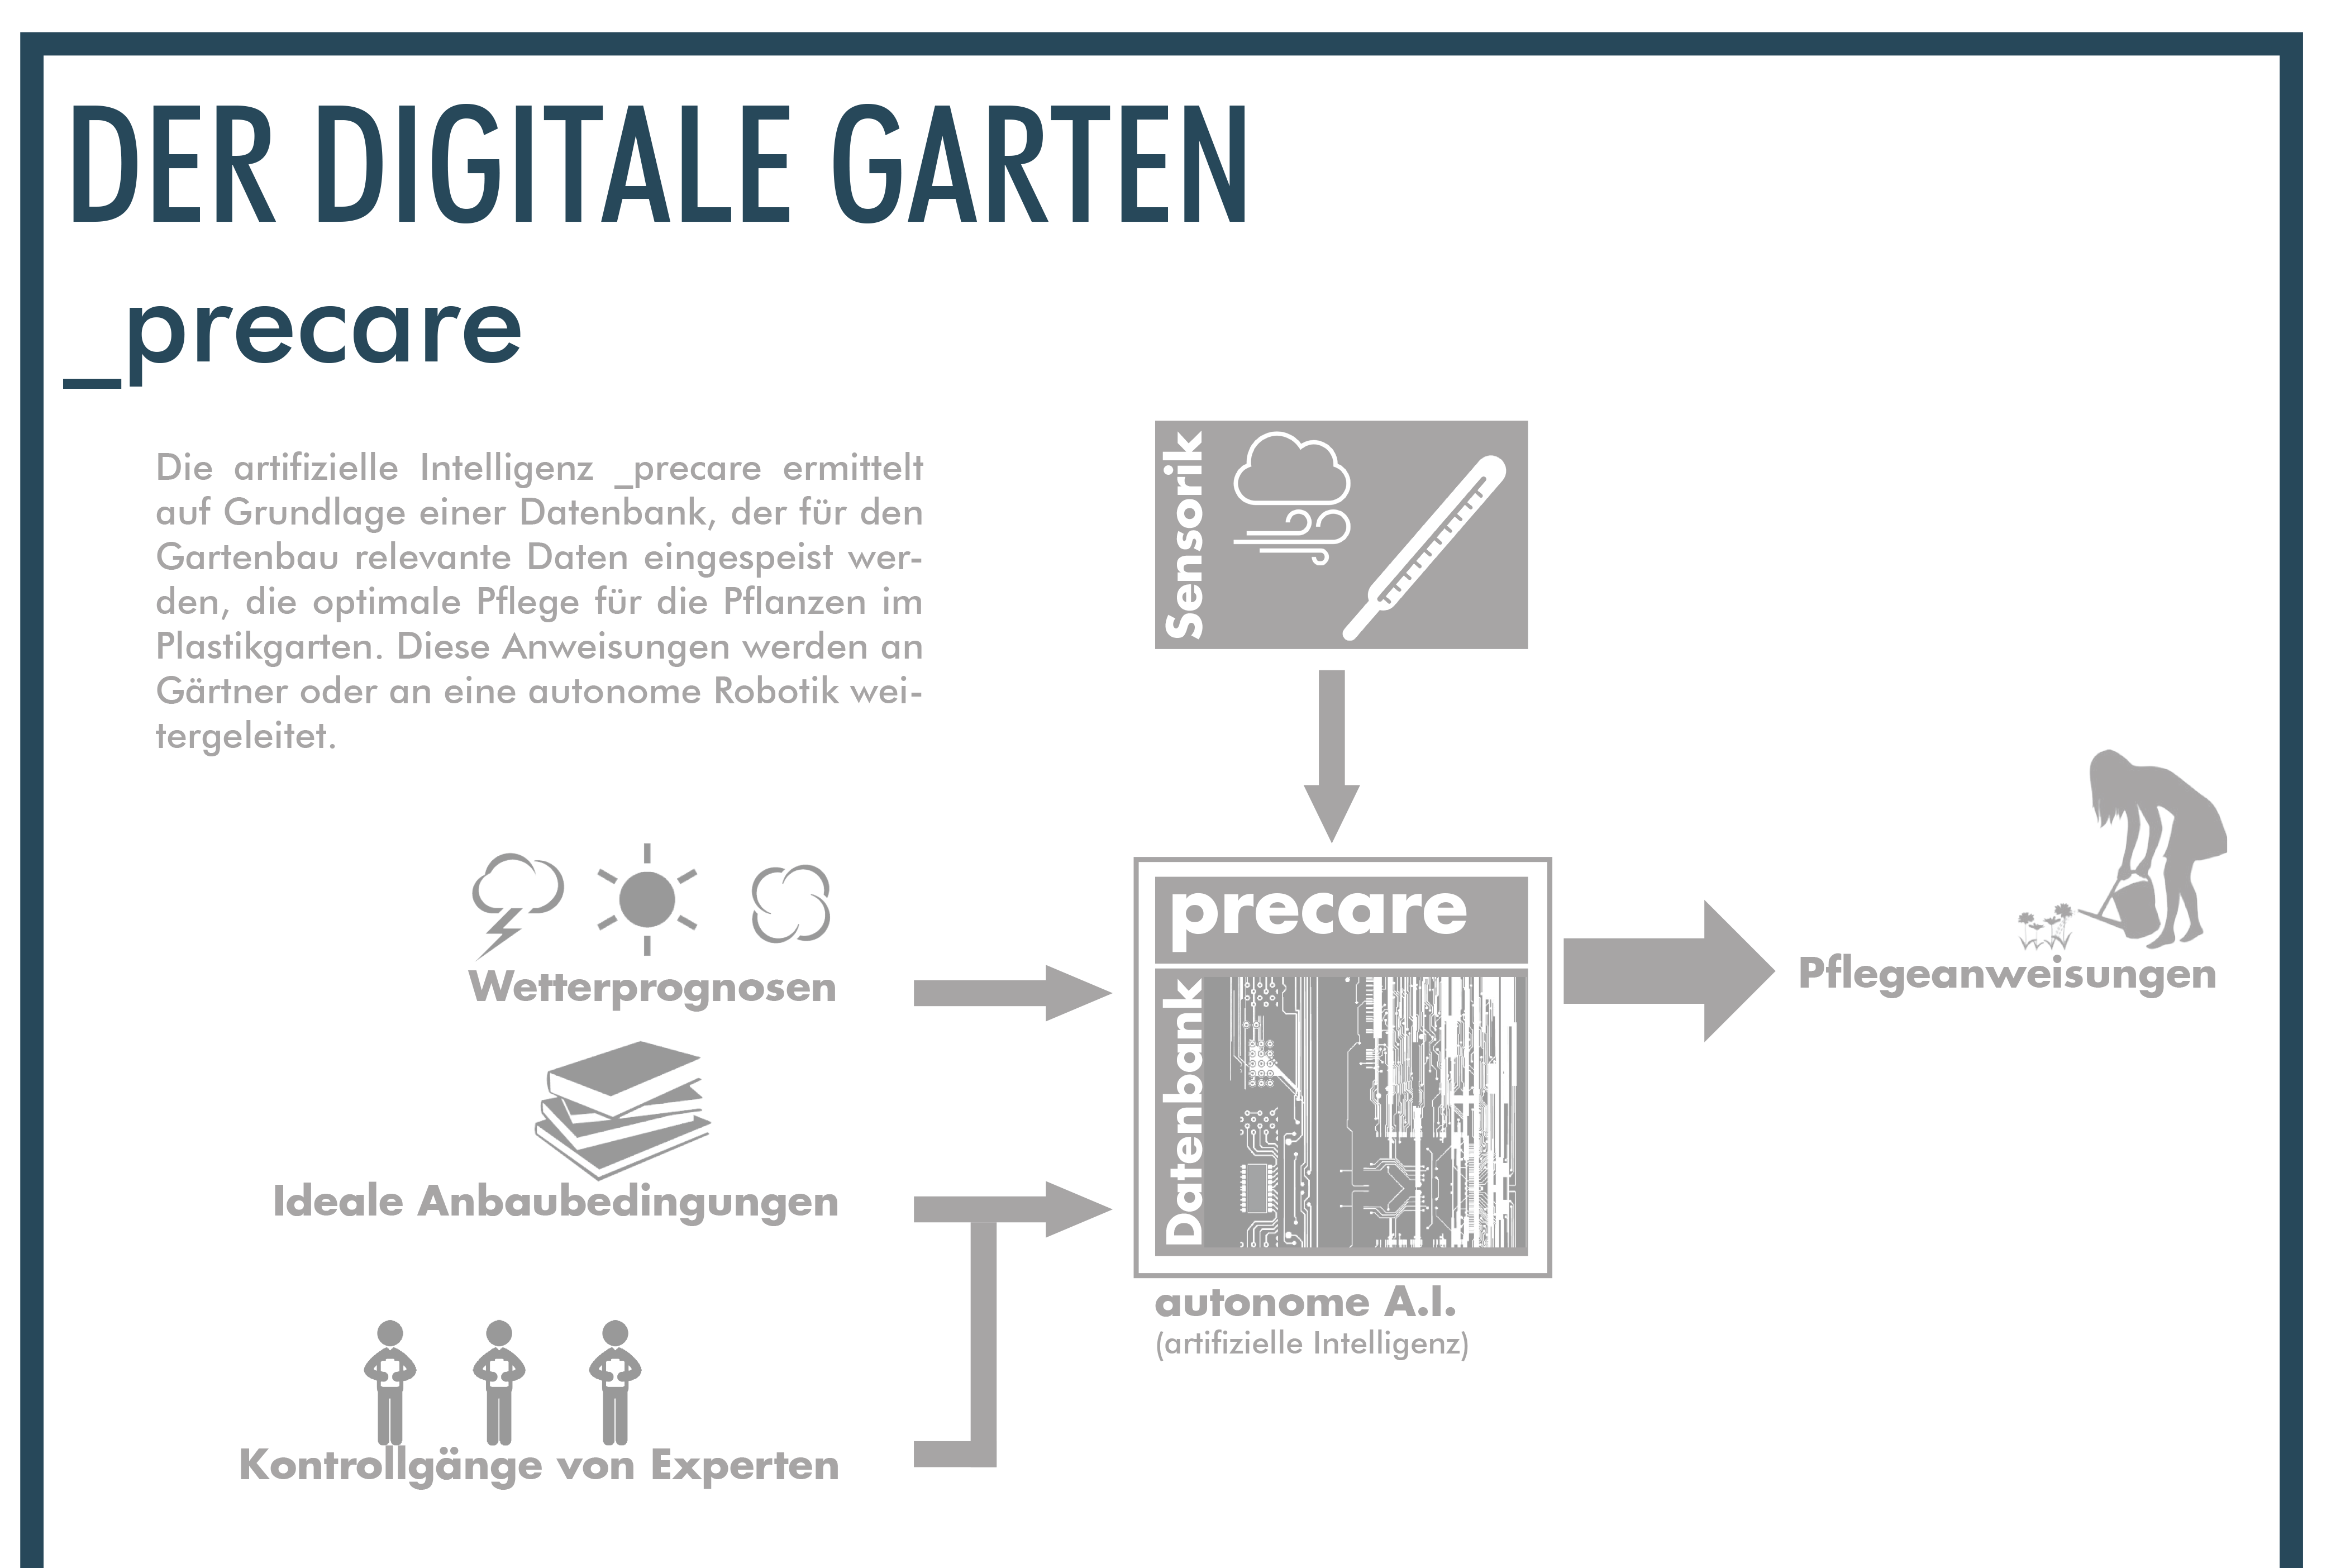 DER DIGITALE GARTEN
_precare
Die artifizielle Intelligenz _precare ermittelt
auf Grundlage einer Datenbank, der für den
Gartenbau relevante Daten eingespeist wer-
den, die optimale Pflege für die Pflanzen im
Plastikgarten. Diese Anweisungen werden an
Gärtner oder an eine autonome Robotik wei-
tergeleitet.
Sensorik
Wetterprognosen
Ideale Anbaubedingungen
Kontrollgänge von Experten
precare
Datenbank
autonome A.I.
(artifizielle Intelligenz)
Pflegeanweisungen